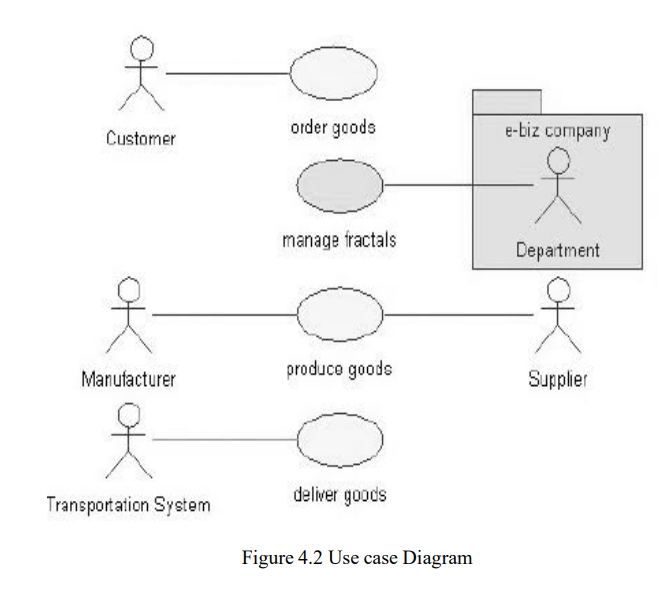 Customer
order goods
e-biz company
manage fractals
Department
Manufacturer
produce goods
Supplier
Transportation System
deliver goods
Figure 4.2 Use case Diagram